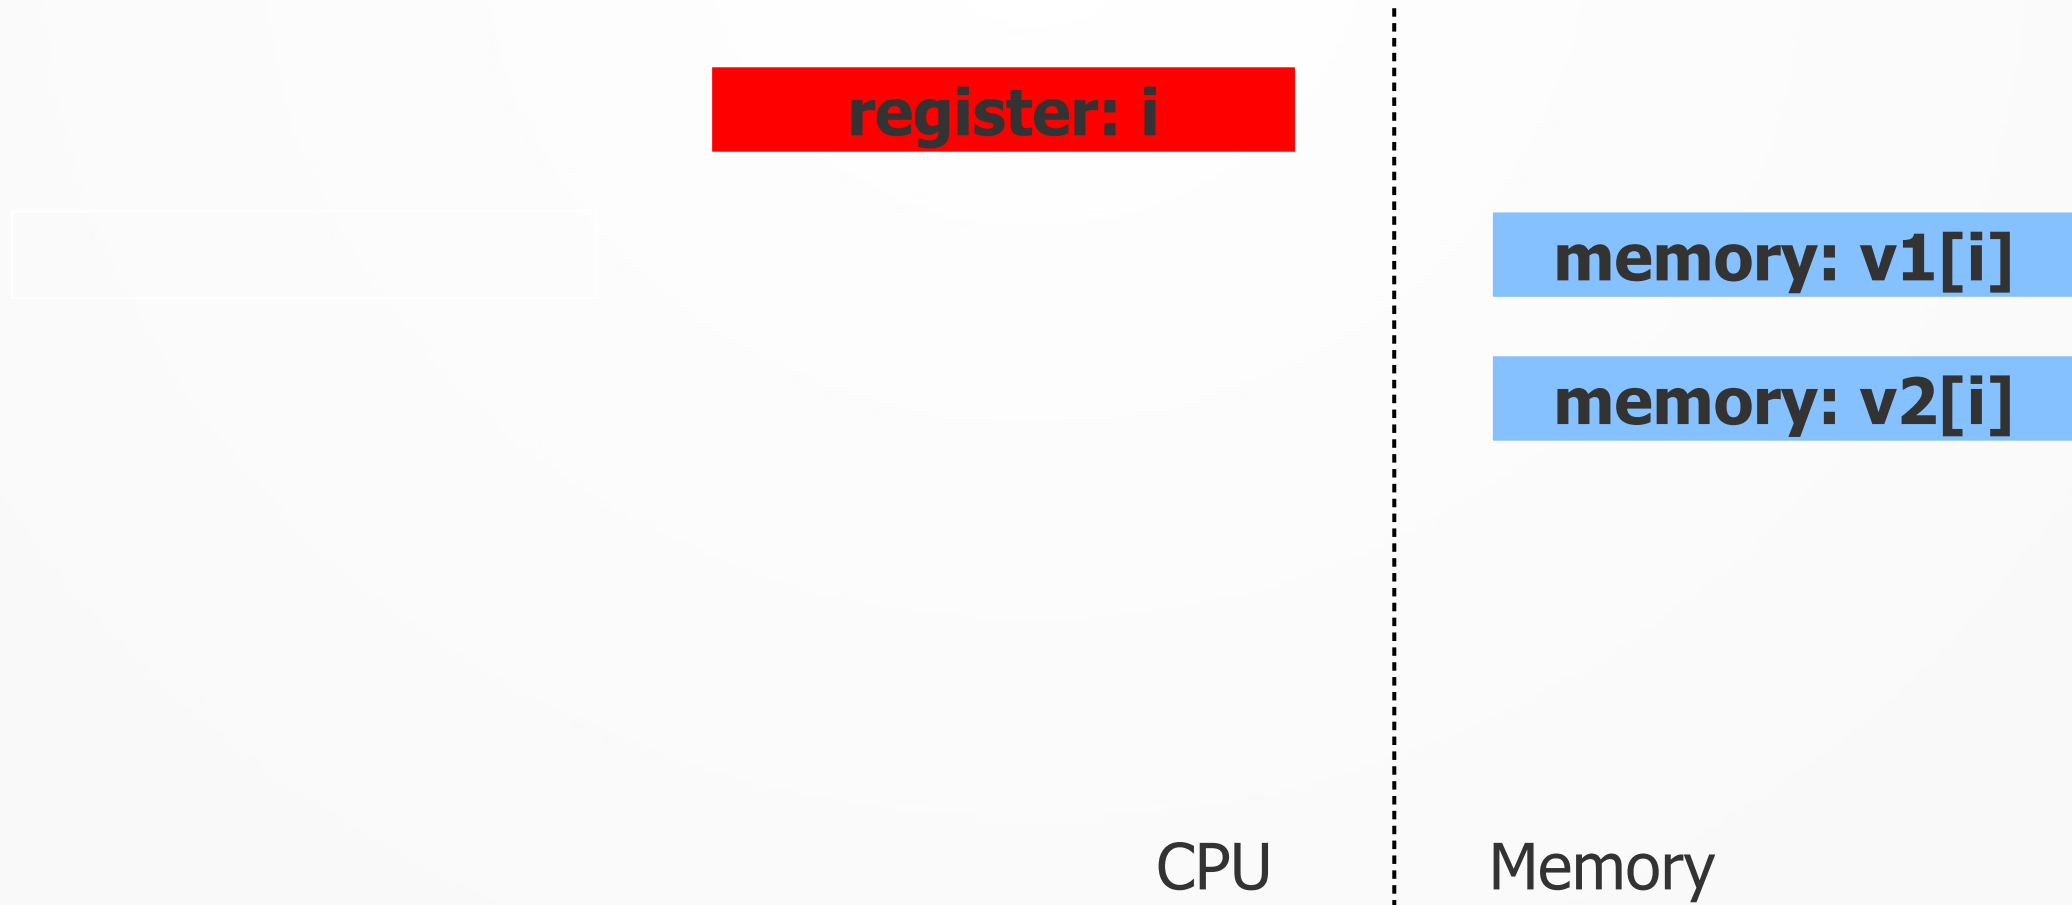 register: i
memory: v1[i]
memory: v2[i]
CPU
Memory